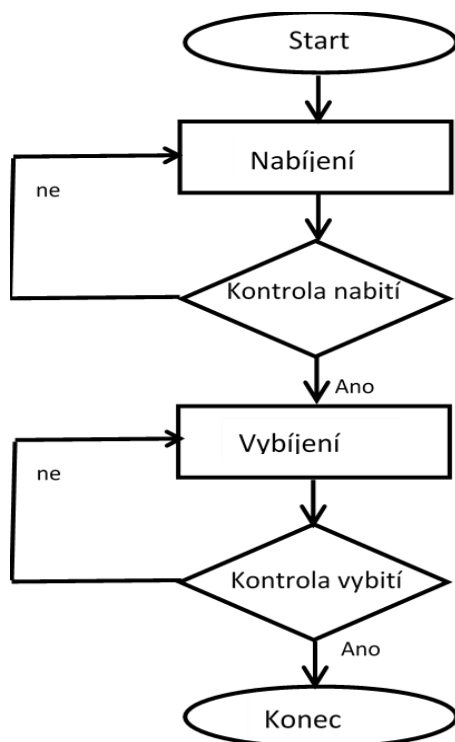 Start
Nabíjení
ne
Kontrola nabití
Ano
Vybíjení
ne
Kontrola vybití
Ano
Konec